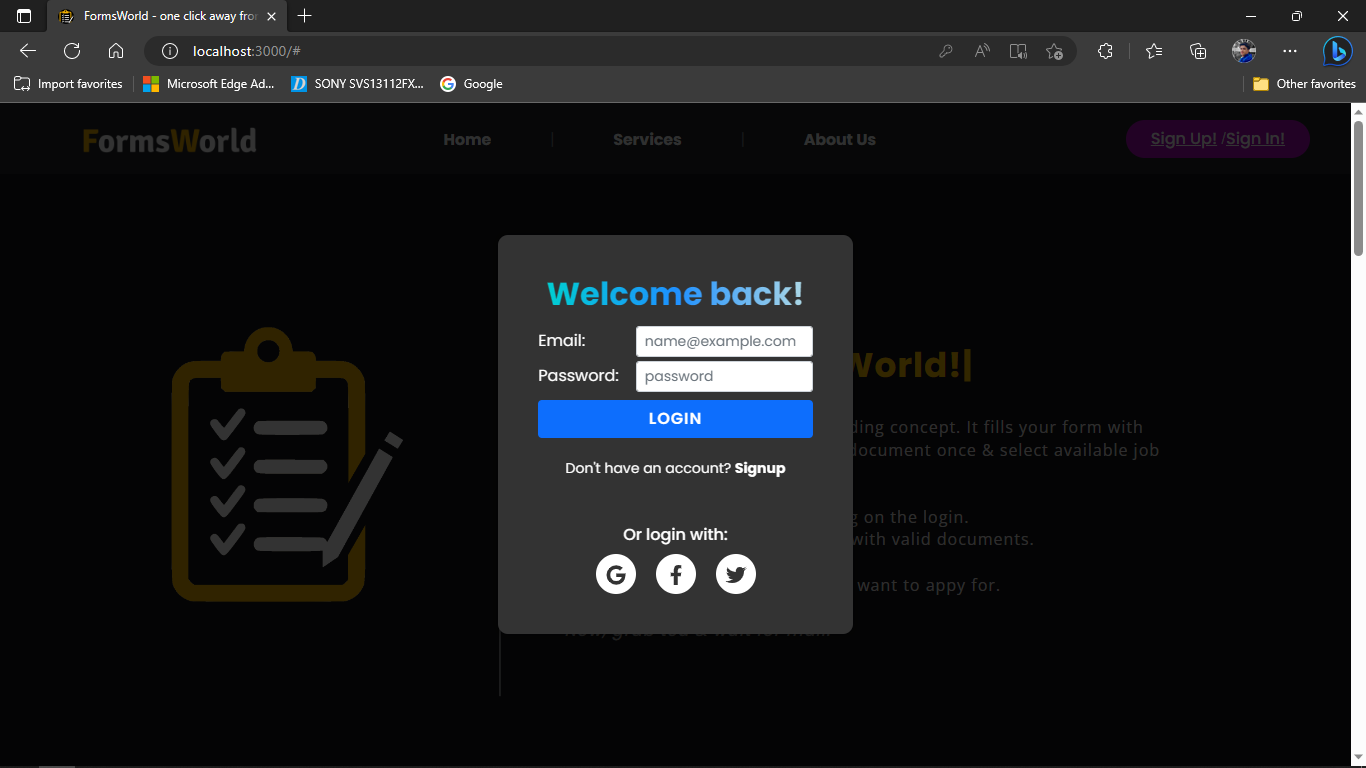 FormsWorld - one click away fror
localhost:3000/#
Import favorites
Microsoft Edge Ad...
SONY SVS13112FX...
Google
Other favorites
FormsWorld
Home | Services | About Us
Sign Up! /Sign In!
Welcome back!
World!|
Email: name@example.com
Password: password
LOGIN
ding concept. It fills your form with
document once & select available job
Don't have an account? Signup
on the login.
Or login with:
with valid documents.
want to appy for.